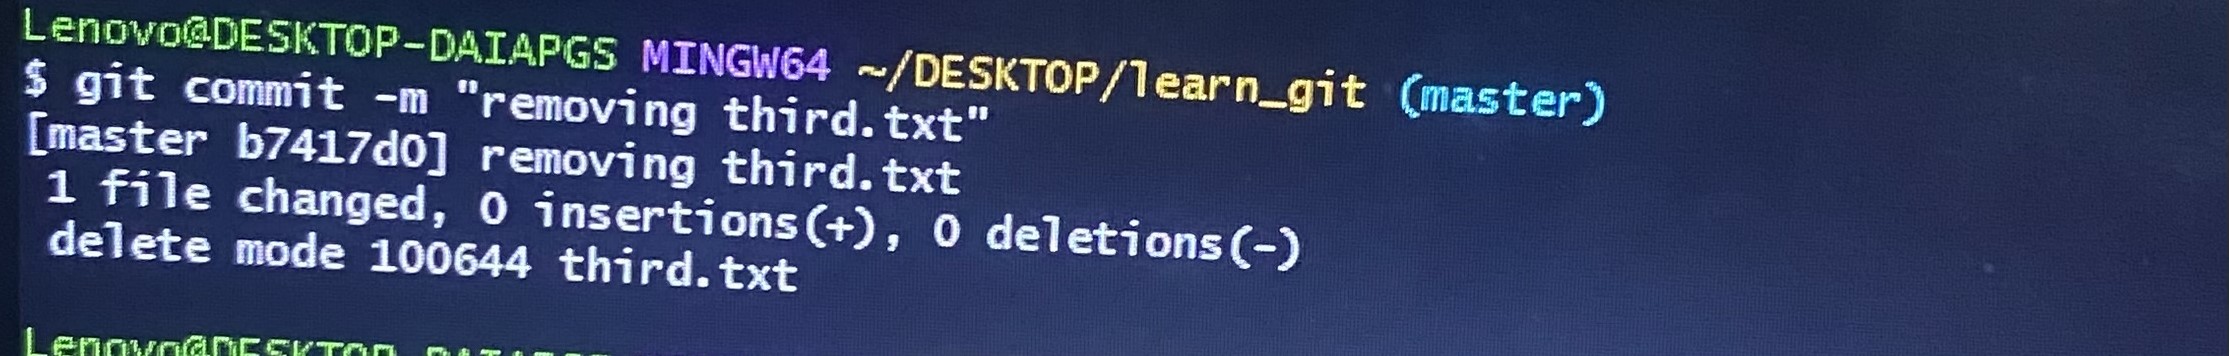 Lenovo@DESKTOP-DAIAPGS MINGW64 ~/DESKTOP/learn_git (master)
$ git commit -m "removing third.txt"
[master b7417d0] removing third.txt
 1 file changed, 0 insertions(+), 0 deletions(-)
 delete mode 100644 third.txt
Lenovo@DESKTOP-DAIAPGS